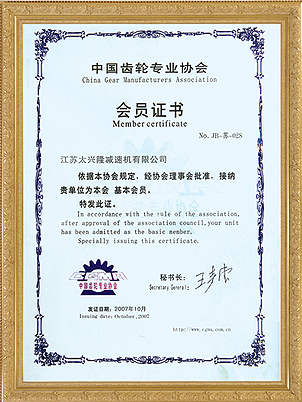 中国齿轮专业协会
China Gear Manufacturers Association
会员证书
Member certificate
No. JB-苏-028
江苏太兴隆减速机有限公司
依据本协会规定，经协会理事会批准，接纳
贵单位为本会 基本会员。
特发此证。
In accordance with the rule of the association,
after approval of the association council,your unit
has been admitted as the basic member.
Specially issuing this certificate.
CGMA
中国齿轮专业协会
秘书长：
Secretary General:
发证日期：2007年10月
Issuing date: October,2007
http://www.cgma.com.cn